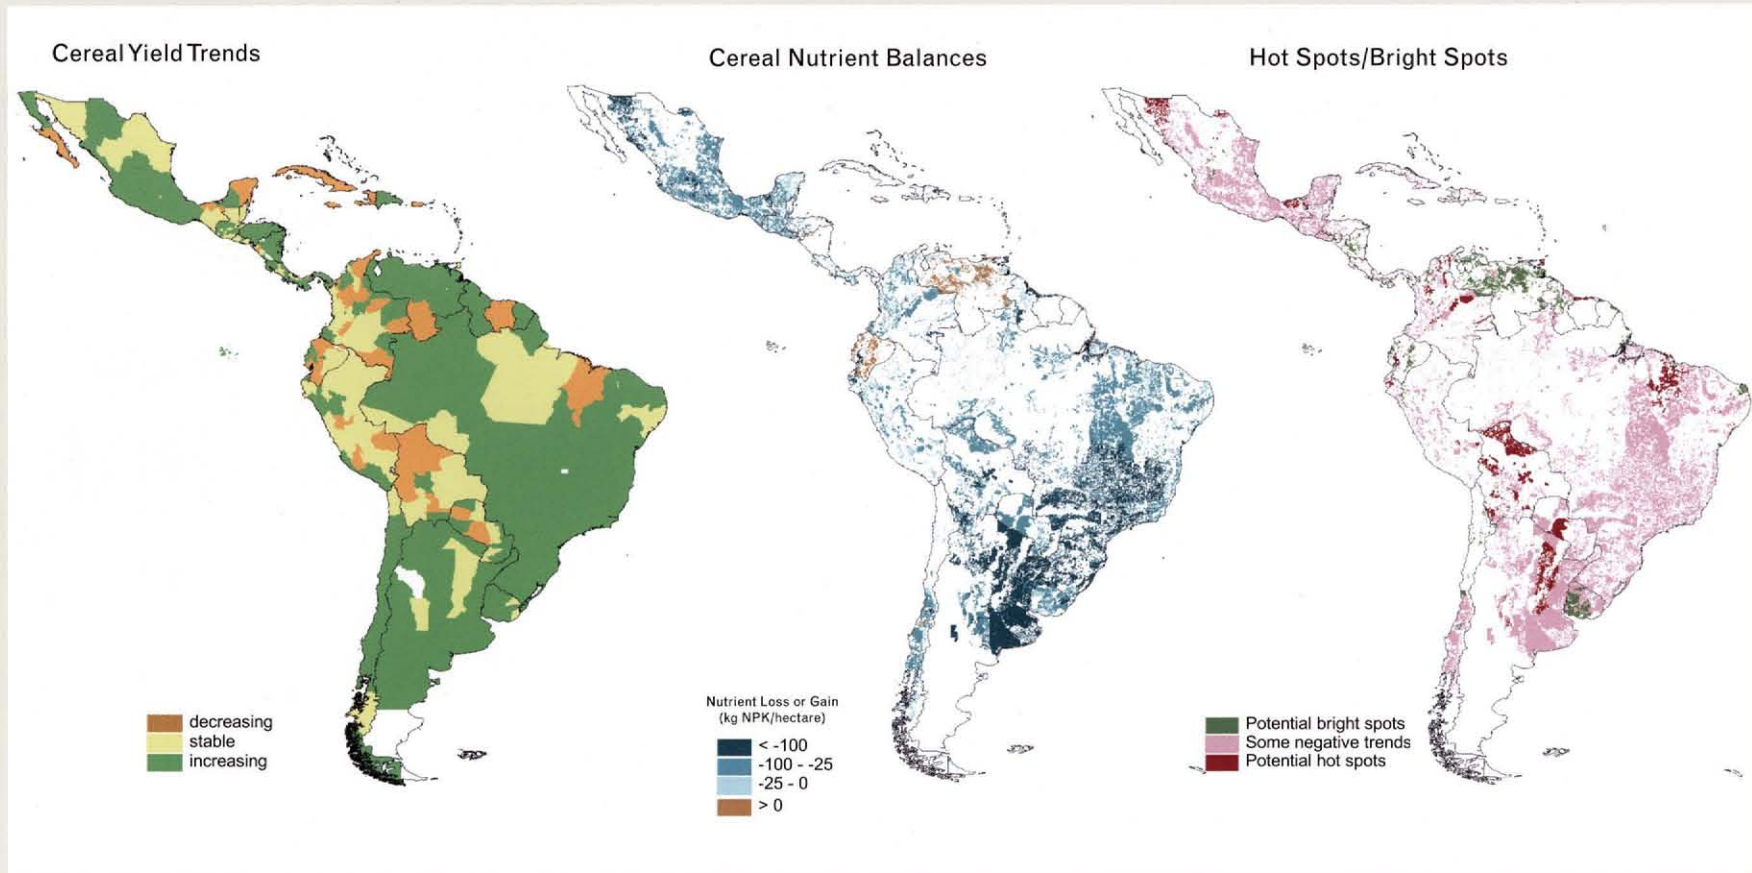 Cereal Yield Trends
Cereal Nutrient Balances
Hot Spots/Bright Spots
decreasing
stable
increasing
Nutrient Loss or Gain
(kg NPK/hectare)
< -100
-100 - -25
-25 - 0
> 0
Potential bright spots
Some negative trends
Potential hot spots